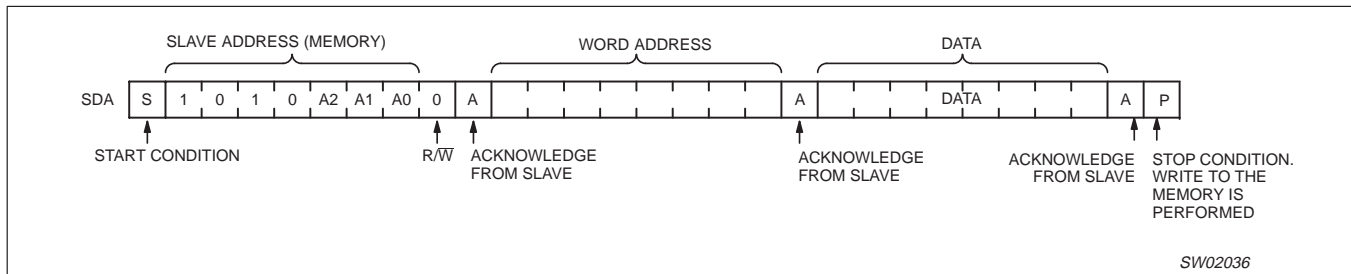 SLAVE ADDRESS (MEMORY) WORD ADDRESS DATA
SDA S 1 0 1 0 A2 A1 A0 0 A A DATA A P
START CONDITION R/W̅ ACKNOWLEDGE FROM SLAVE ACKNOWLEDGE FROM SLAVE ACKNOWLEDGE FROM SLAVE STOP CONDITION. WRITE TO THE MEMORY IS PERFORMED
SW02036